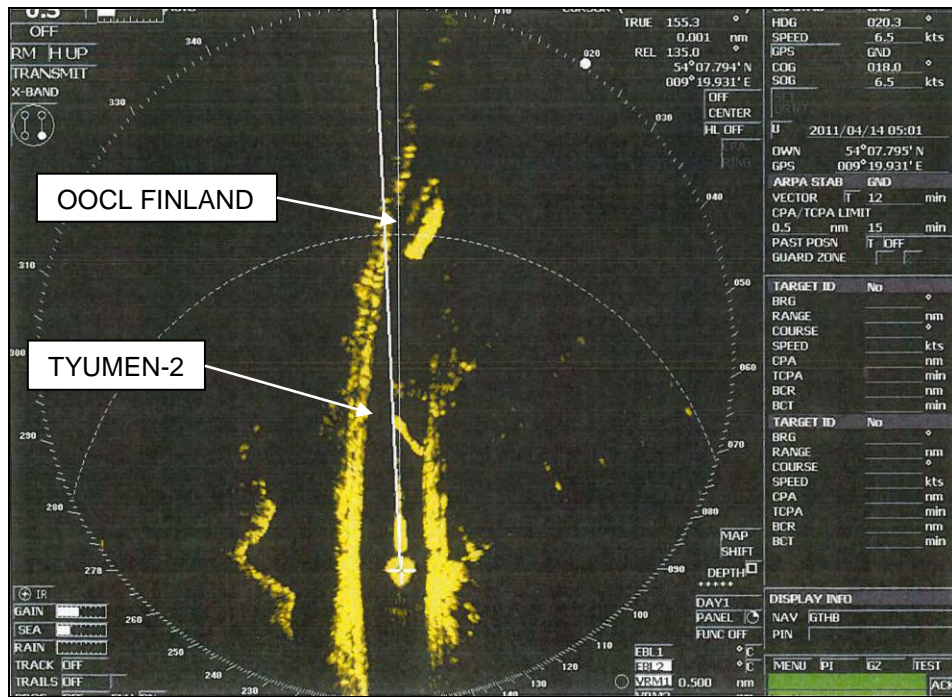 0.5
OFF
RM H UP
TRANSMIT
X-BAND
340
330
310
300
290
280
270
260
250
240
230
010
020
030
040
050
060
070
080
090
100
110
120
130
140
OOCL FINLAND
TYUMEN-2
CURSOR
TRUE 155.3 °
0.001 nm
REL 135.0 °
54°07.794' N
009°19.931' E
OFF
CENTER
HL OFF
CPA
RING
HDG 020.3 °
SPEED 6.5 kts
GPS GND
COG 018.0 °
SOG 6.5 kts
U 2011/04/14 05:01
OWN 54°07.795' N
GPS 009°19.931' E
ARPA STAB GND
VECTOR T 12 min
CPA/TCPA LIMIT
0.5 nm 15 min
PAST POSN T OFF
GUARD ZONE
TARGET ID No
BRG °
RANGE nm
COURSE °
SPEED kts
CPA nm
TCPA min
BCR nm
BCT min
TARGET ID No
BRG °
RANGE nm
COURSE °
SPEED kts
CPA nm
TCPA min
BCR nm
BCT min
MAP
SHIFT
DEPTH
*****
DAY1
PANEL
FUNC OFF
EBL1 ° C
EBL2 ° C
VRM1 0.500 nm
VRM2 nm
DISPLAY INFO
NAV GTHB
PIN
MENU PI G2 TEST
IR
GAIN
SEA
RAIN
TRACK OFF
TRAILS OFF